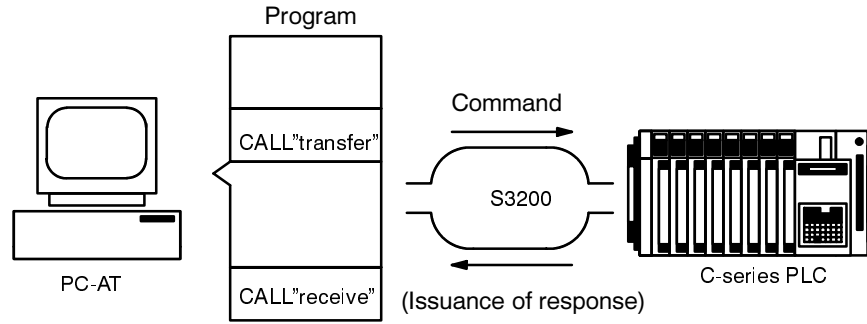 Program
Command
CALL”transfer”
S3200
PC-AT
C-series PLC
CALL”receive”
(Issuance of response)